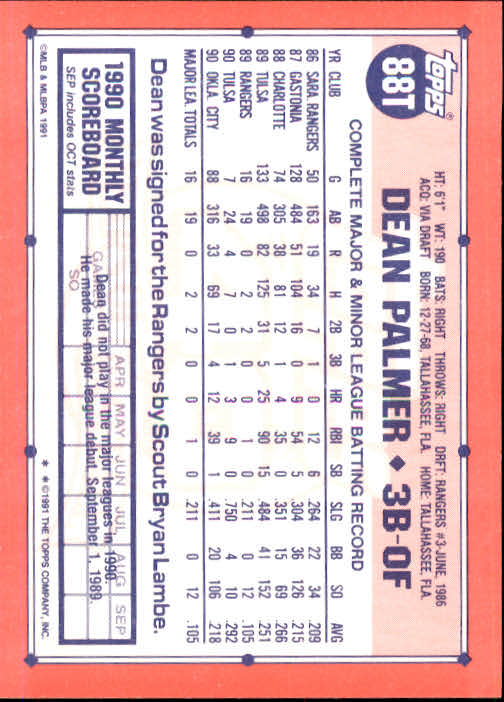 topps®
88T
DEAN PALMER ♦ 3B-OF
HT: 6'1" WT: 190 BATS: RIGHT THROWS: RIGHT DRFT: RANGERS #3-JUNE, 1986
ACQ: VIA DRAFT BORN: 12-27-68, TALLAHASSEE, FLA. HOME: TALLAHASSEE, FLA.
COMPLETE MAJOR & MINOR LEAGUE BATTING RECORD
YR CLUB G AB R H 2B 3B HR RBI SB SLG BB SO AVG
86 SARA. RANGERS 50 163 19 34 7 1 0 12 6 .264 22 34 .209
87 GASTONIA 128 484 51 104 16 0 9 54 5 .304 36 126 .215
88 CHARLOTTE 74 305 38 81 12 1 4 35 0 .351 15 69 .266
89 TULSA 133 498 82 125 31 5 25 90 15 .484 41 152 .251
89 RANGERS 16 19 0 2 2 0 0 1 0 .211 0 12 .105
90 TULSA 7 24 4 7 0 1 3 9 0 .750 4 10 .292
90 OKLA. CITY 88 316 33 69 17 4 12 39 1 .411 20 106 .218
MAJOR LEA. TOTALS 16 19 0 2 2 0 0 1 0 .211 0 12 .105
Dean was signed for the Rangers by Scout Bryan Lambe.
1990 MONTHLY
SCOREBOARD
SEP includes OCT stats
APR MAY JUN JUL AUG SEP
Dean did not play in the major leagues in 1990.
He made his major league debut, September 1, 1989.
SO
©MLB & MLBPA 1991
* * ©1991 THE TOPPS COMPANY, INC.